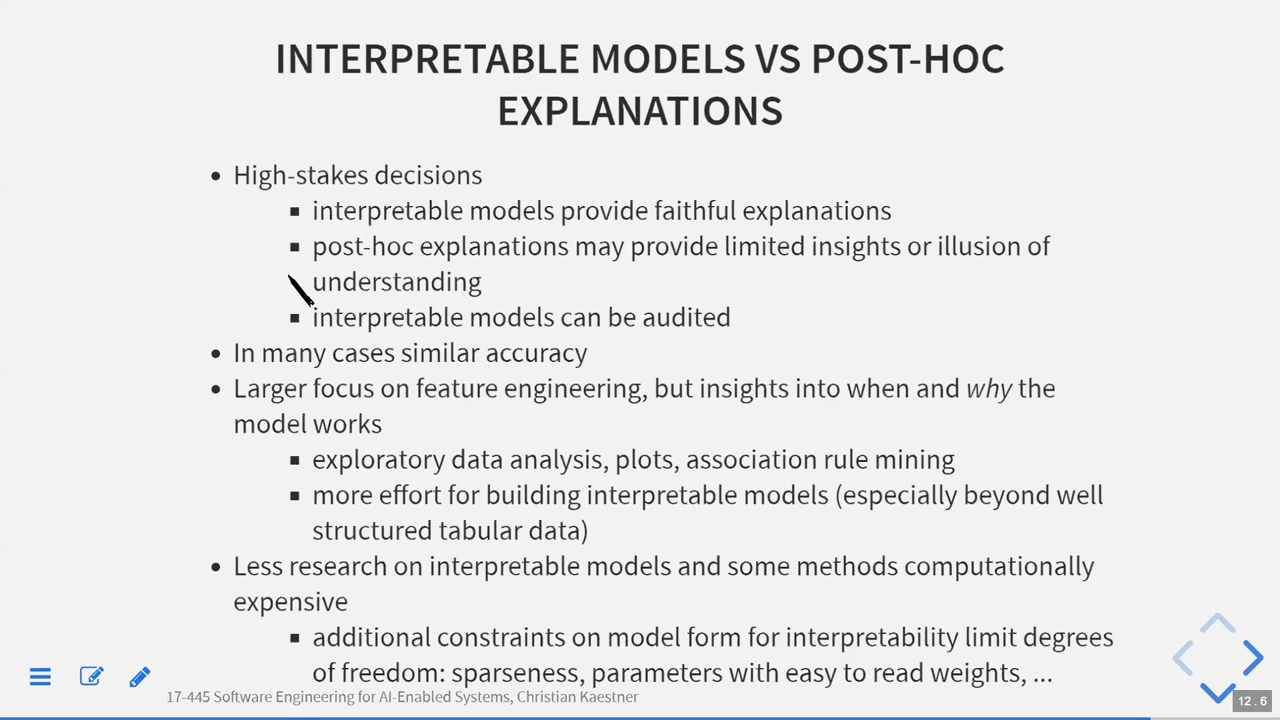 INTERPRETABLE MODELS VS POST-HOC
EXPLANATIONS
• High-stakes decisions
▪ interpretable models provide faithful explanations
▪ post-hoc explanations may provide limited insights or illusion of
understanding
▪ interpretable models can be audited
• In many cases similar accuracy
• Larger focus on feature engineering, but insights into when and why the
model works
▪ exploratory data analysis, plots, association rule mining
▪ more effort for building interpretable models (especially beyond well
structured tabular data)
• Less research on interpretable models and some methods computationally
expensive
▪ additional constraints on model form for interpretability limit degrees
of freedom: sparseness, parameters with easy to read weights, ...
17-445 Software Engineering for AI-Enabled Systems, Christian Kaestner
12.6